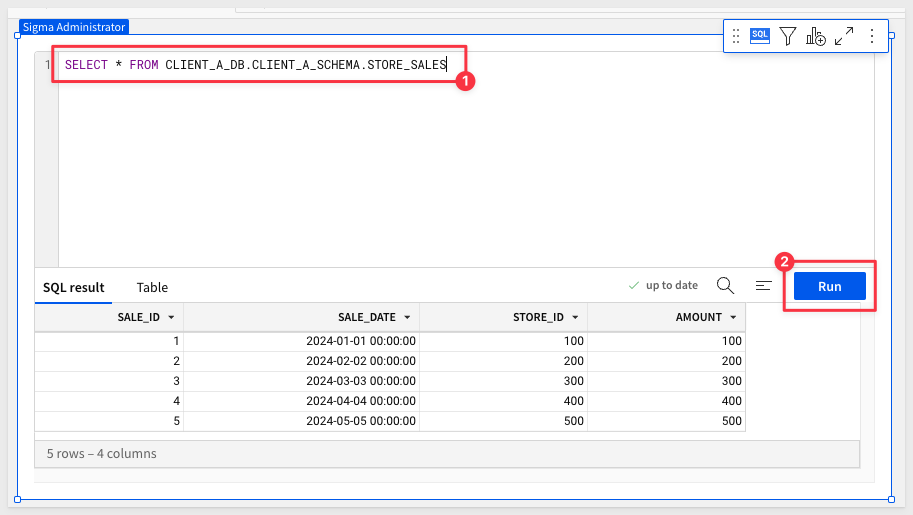 Sigma Administrator
SQL
1 SELECT * FROM CLIENT_A_DB.CLIENT_A_SCHEMA.STORE_SALES
1
2
SQL result Table up to date Run
SALE_ID SALE_DATE STORE_ID AMOUNT
1 2024-01-01 00:00:00 100 100
2 2024-02-02 00:00:00 200 200
3 2024-03-03 00:00:00 300 300
4 2024-04-04 00:00:00 400 400
5 2024-05-05 00:00:00 500 500
5 rows – 4 columns